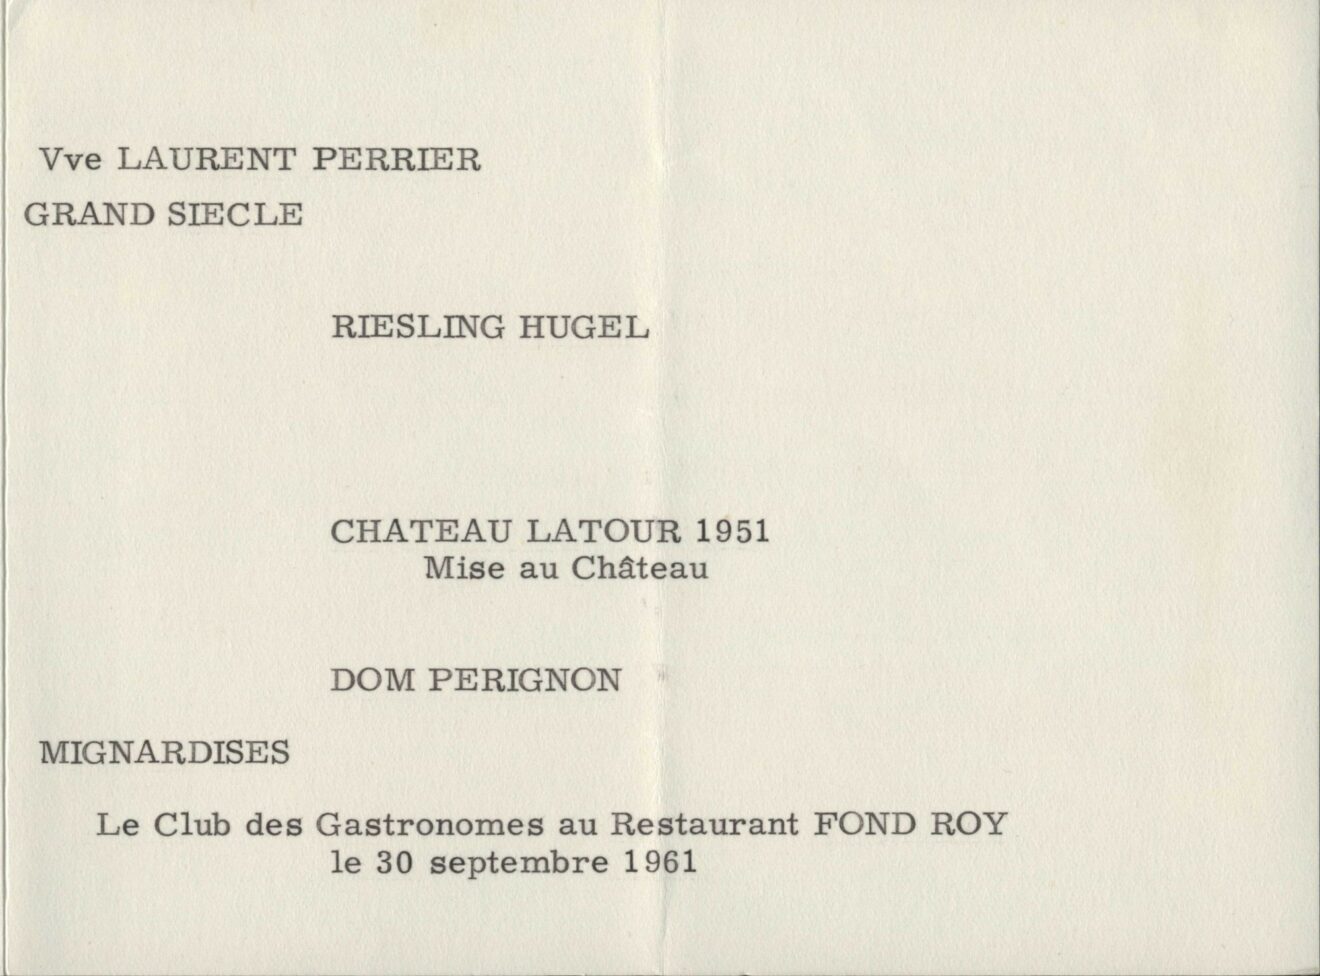 Vve LAURENT PERRIER
GRAND SIECLE
RIESLING HUGEL
CHATEAU LATOUR 1951
Mise au Château
DOM PERIGNON
MIGNARDISES
Le Club des Gastronomes au Restaurant FOND ROY
le 30 septembre 1961